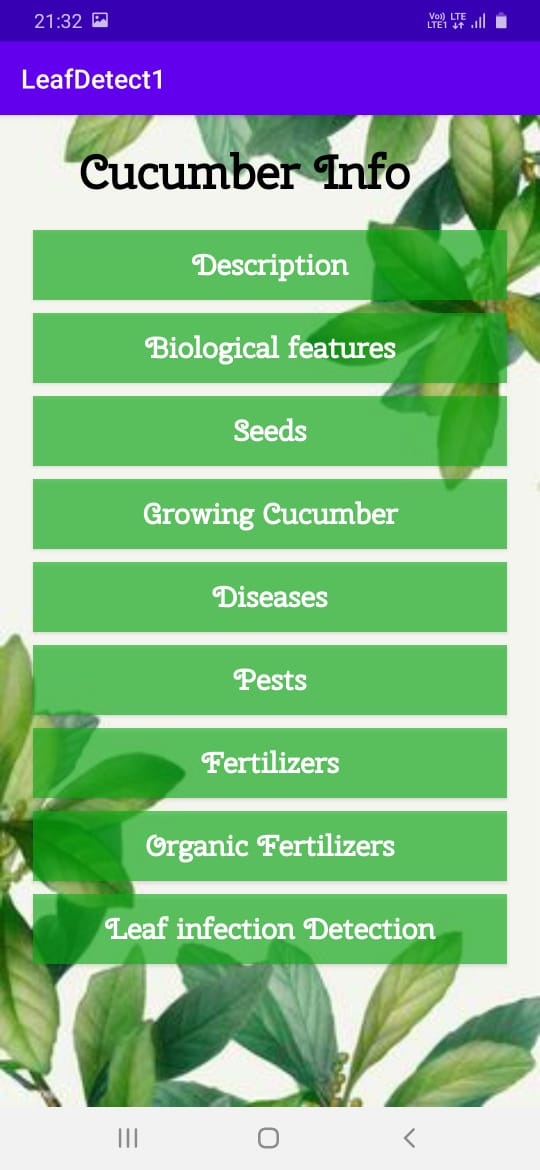 21:32
Vo)) LTE
LTE1
LeafDetect1
Cucumber Info
Description
Biological features
Seeds
Growing Cucumber
Diseases
Pests
Fertilizers
Organic Fertilizers
Leaf infection Detection